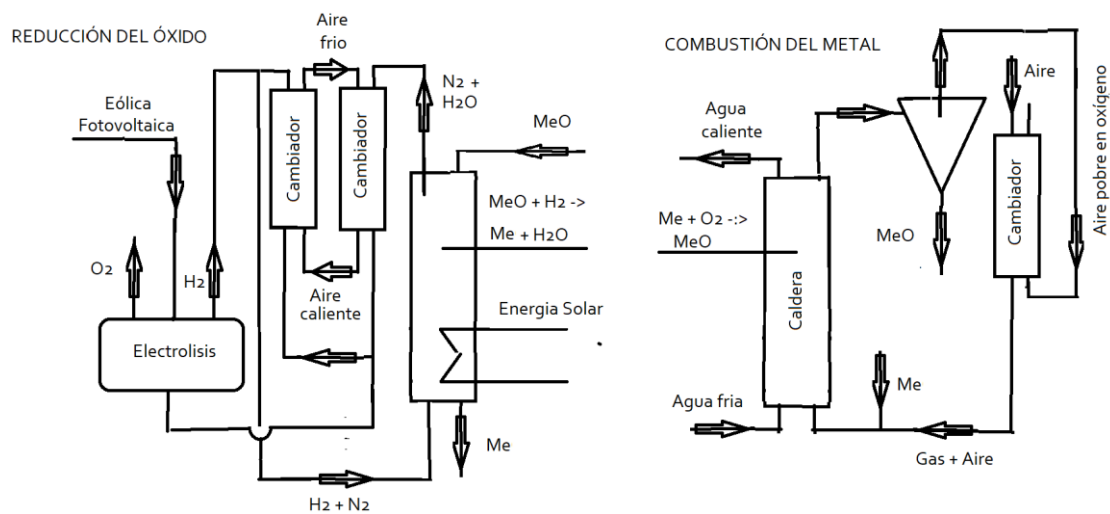 REDUCCIÓN DEL ÓXIDO
Aire
frio
Eólica
Fotovoltaica
N2 +
H2O
MeO
Cambiador
Cambiador
MeO + H2 ->
Me + H2O
O2
H2
Aire
caliente
Energia Solar
Electrolisis
Me
H2 + N2
COMBUSTIÓN DEL METAL
Aire
Agua
caliente
Aire pobre en oxígeno
Cambiador
Me + O2 -:>
MeO
MeO
Caldera
Me
Agua fria
Gas + Aire